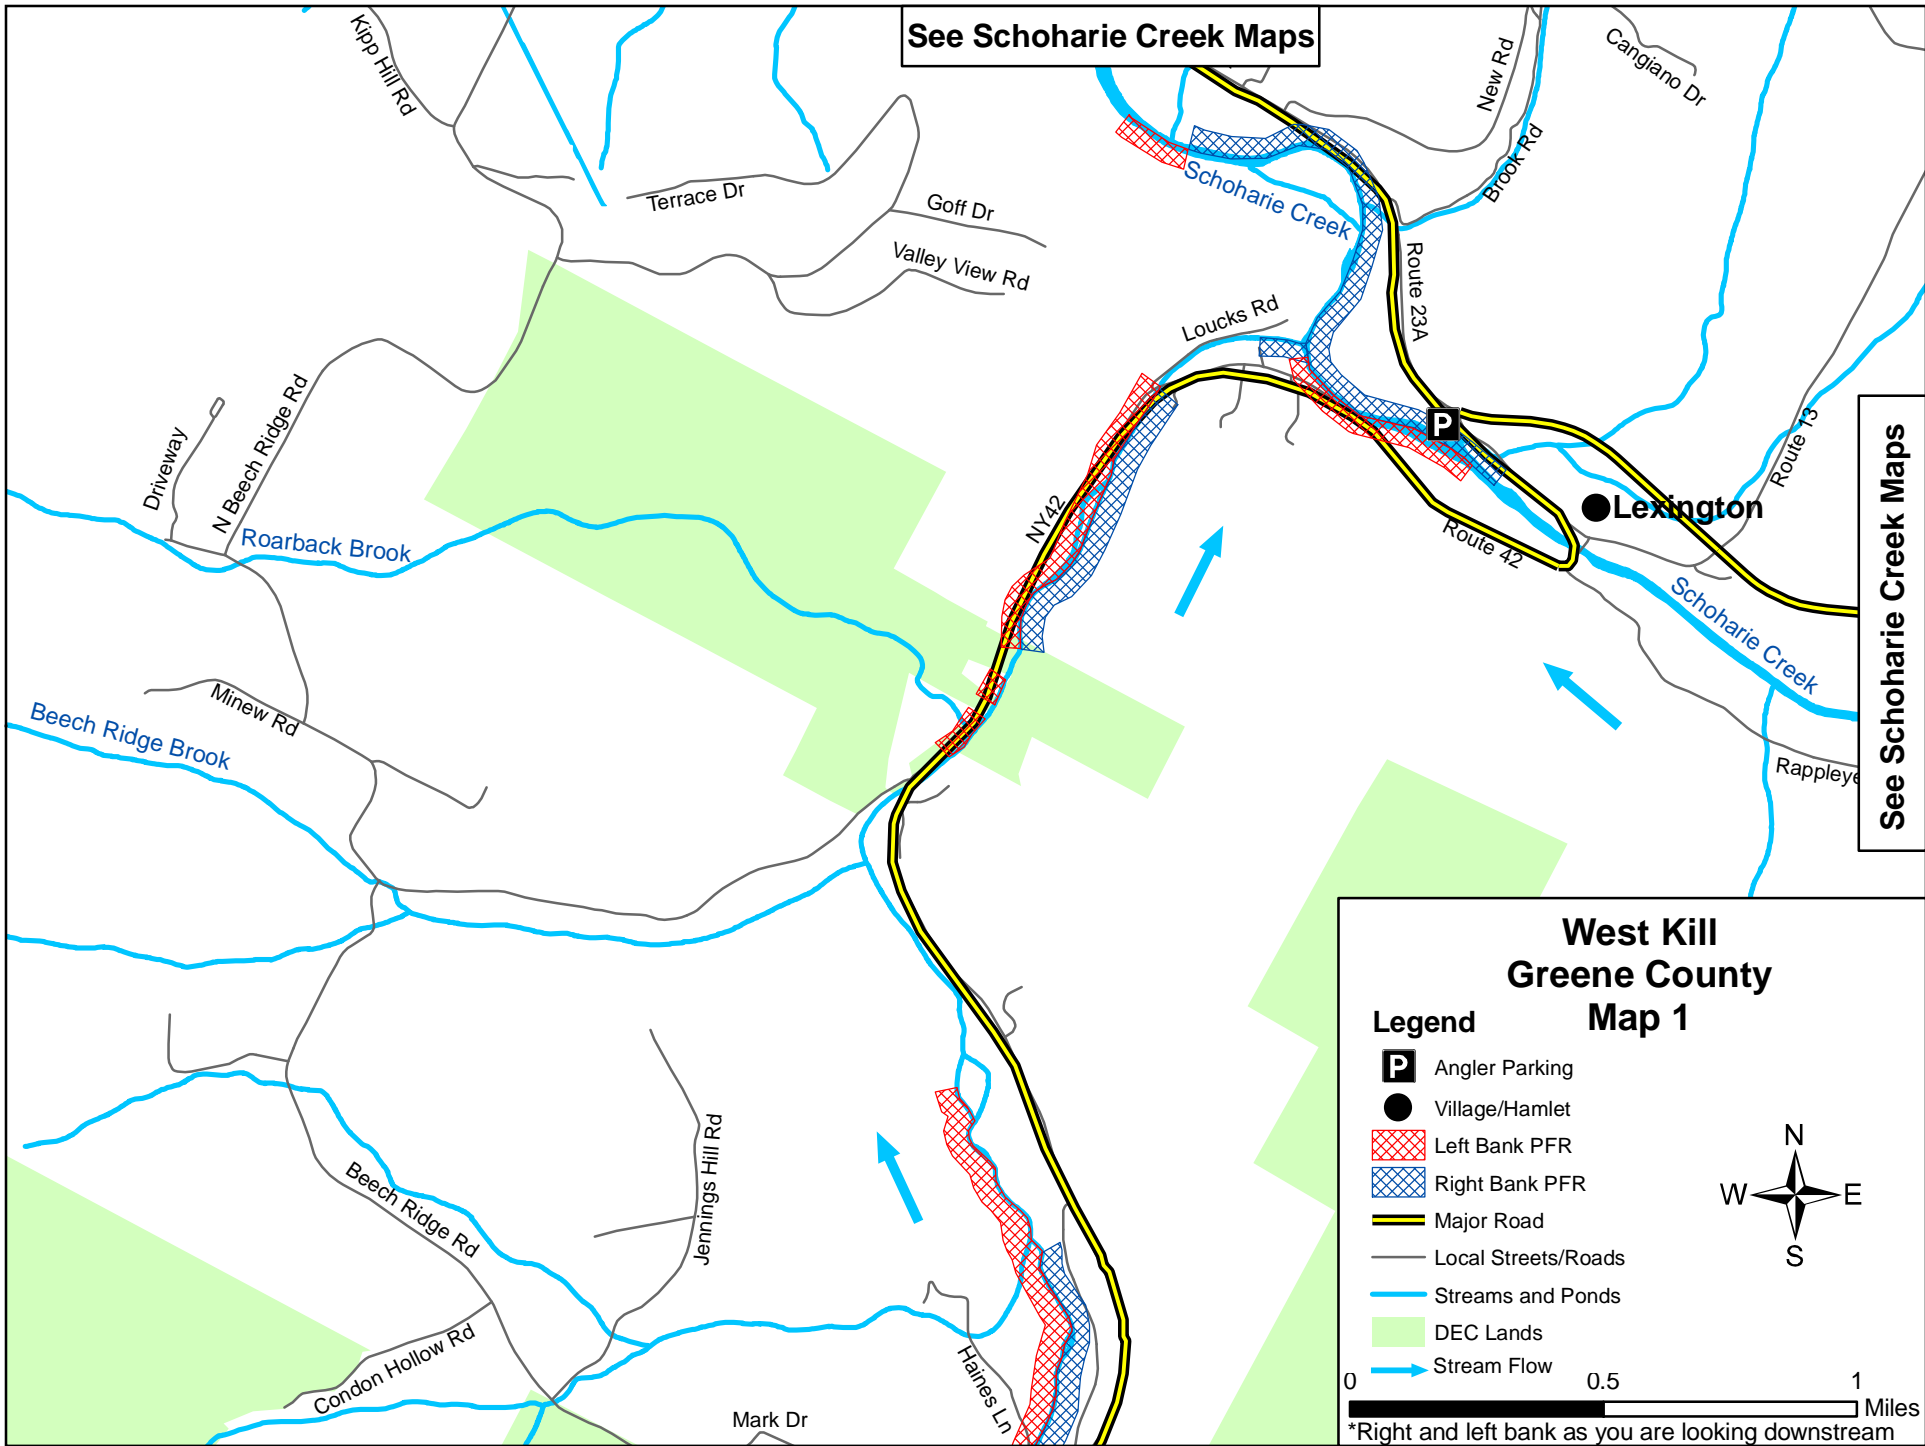 See Schoharie Creek Maps
Kipp Hill Rd
New Rd
Cangiano Dr
Brook Rd
Terrace Dr
Goff Dr
Valley View Rd
Schoharie Creek
Route 23A
Loucks Rd
Driveway
N Beech Ridge Rd
Roarback Brook
NY42
P
Lexington
Route 13
Route 42
Schoharie Creek
See Schoharie Creek Maps
Minew Rd
Beech Ridge Brook
Rappleye
Beech Ridge Rd
Jennings Hill Rd
Condon Hollow Rd
Haines Ln
Mark Dr
West Kill
Greene County
Map 1
Legend
P Angler Parking
Village/Hamlet
Left Bank PFR
Right Bank PFR
Major Road
Local Streets/Roads
Streams and Ponds
DEC Lands
Stream Flow
N
W E
S
0 0.5 1
Miles
*Right and left bank as you are looking downstream